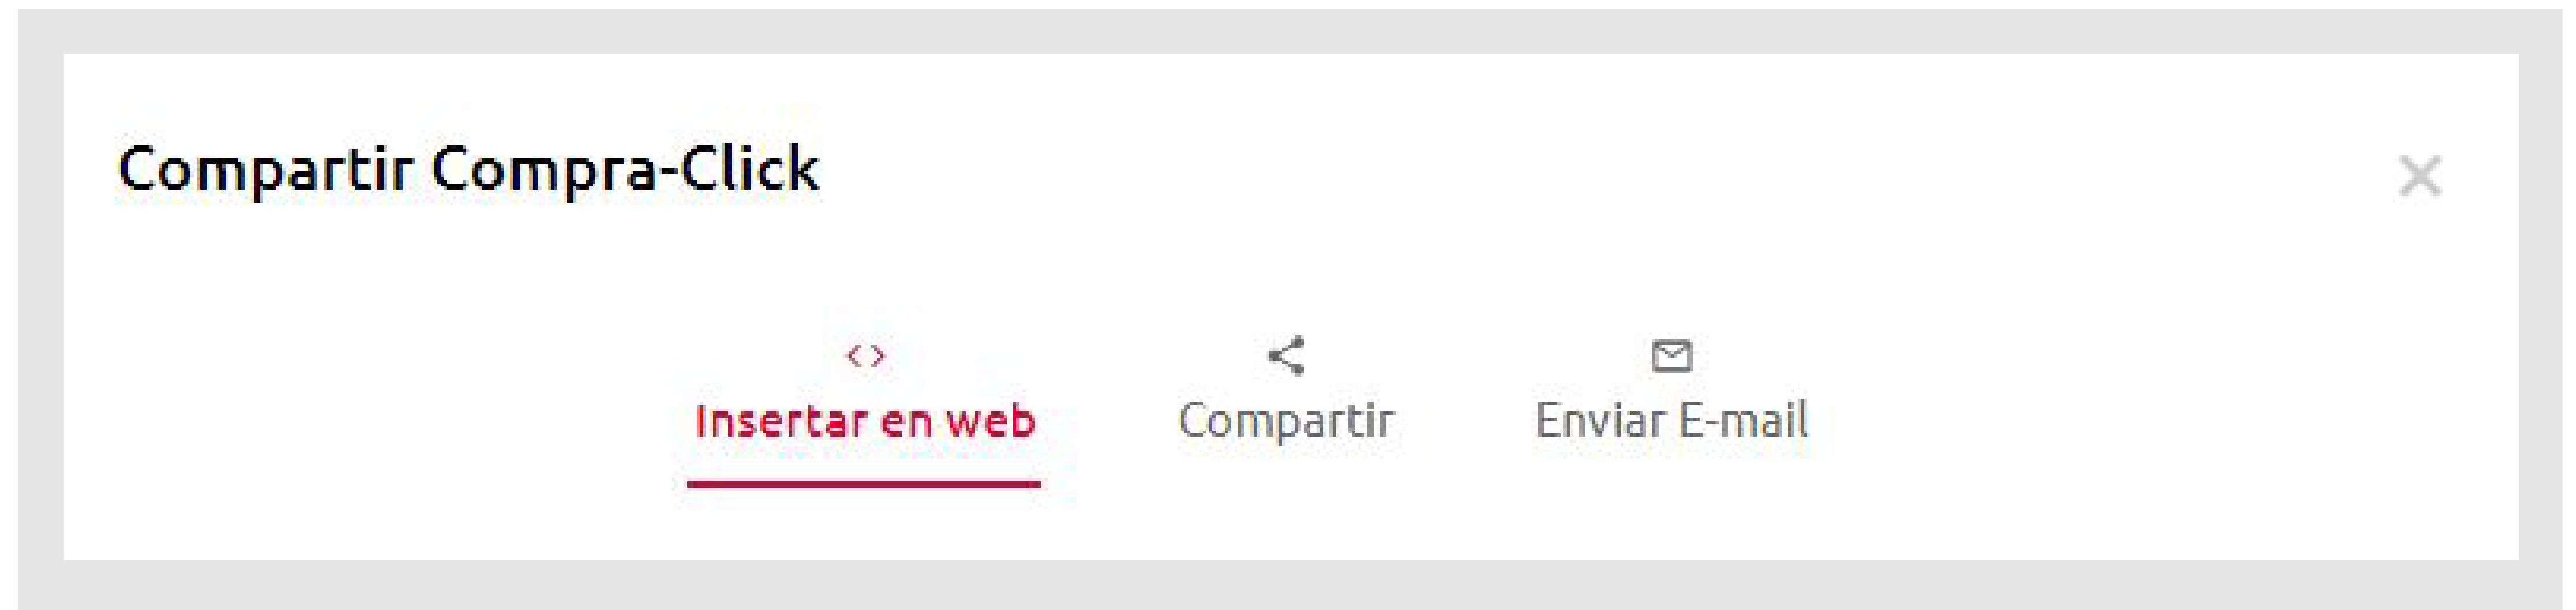 Compartir Compra-Click
Insertar en web
Compartir
Enviar E-mail